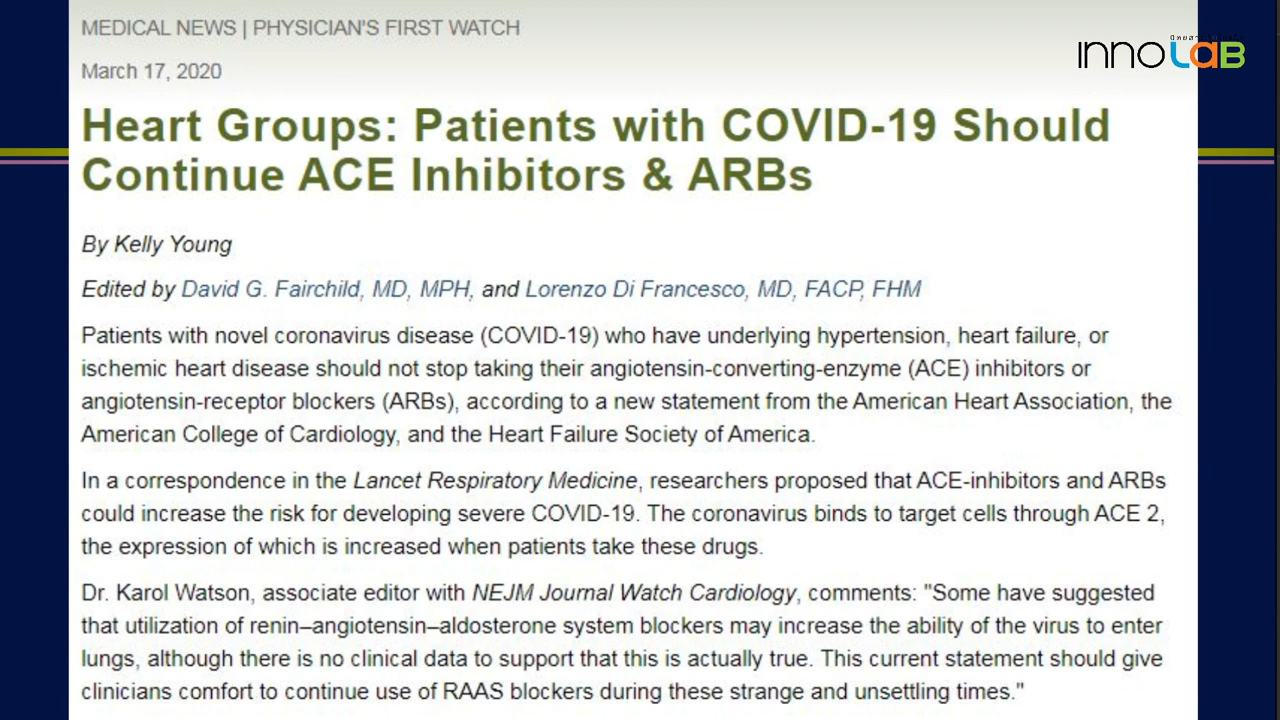 MEDICAL NEWS | PHYSICIAN'S FIRST WATCH
March 17, 2020
InnoLaB
Heart Groups: Patients with COVID-19 Should
Continue ACE Inhibitors & ARBs
By Kelly Young
Edited by David G. Fairchild, MD, MPH, and Lorenzo Di Francesco, MD, FACP, FHM
Patients with novel coronavirus disease (COVID-19) who have underlying hypertension, heart failure, or
ischemic heart disease should not stop taking their angiotensin-converting-enzyme (ACE) inhibitors or
angiotensin-receptor blockers (ARBs), according to a new statement from the American Heart Association, the
American College of Cardiology, and the Heart Failure Society of America.
In a correspondence in the Lancet Respiratory Medicine, researchers proposed that ACE-inhibitors and ARBs
could increase the risk for developing severe COVID-19. The coronavirus binds to target cells through ACE 2,
the expression of which is increased when patients take these drugs.
Dr. Karol Watson, associate editor with NEJM Journal Watch Cardiology, comments: "Some have suggested
that utilization of renin–angiotensin–aldosterone system blockers may increase the ability of the virus to enter
lungs, although there is no clinical data to support that this is actually true. This current statement should give
clinicians comfort to continue use of RAAS blockers during these strange and unsettling times."